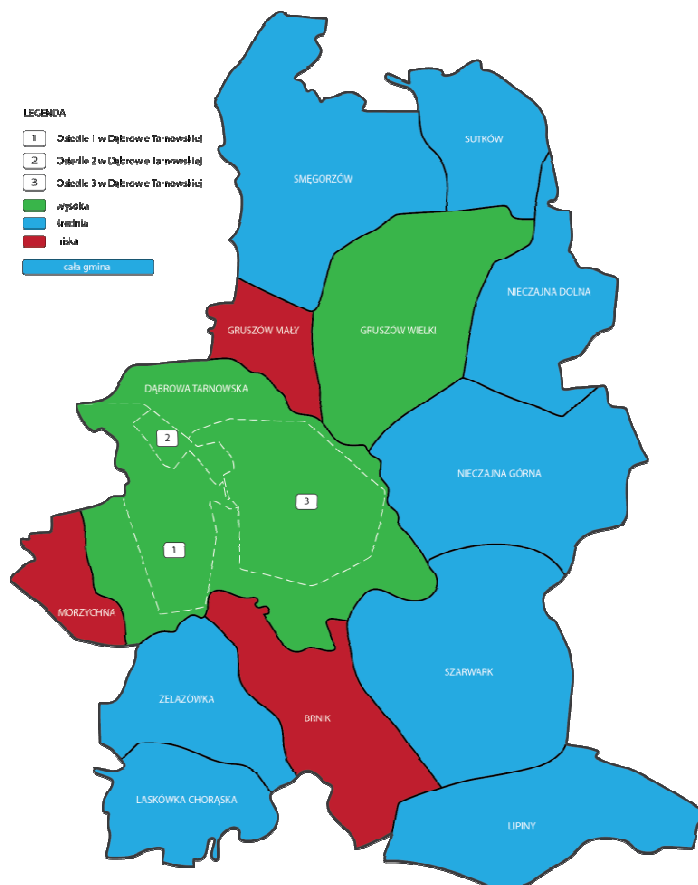 LEGENDA
1 Osiedle 1 w Dąbrowie Tarnowskiej
2 Osiedle 2 w Dąbrowie Tarnowskiej
3 Osiedle 3 w Dąbrowie Tarnowskiej
wysoka
średnia
niska
cała gmina
SMĘGORZÓW
SUTKÓW
NIECZAJNA DOLNA
GRUSZÓW MAŁY
GRUSZÓW WIELKI
DĄBROWA TARNOWSKA
2
NIECZAJNA GÓRNA
3
1
MORZYCHNA
SZARWARK
ŻELAZÓWKA
BRNIK
LASKÓWKA CHORĄSKA
LIPINY